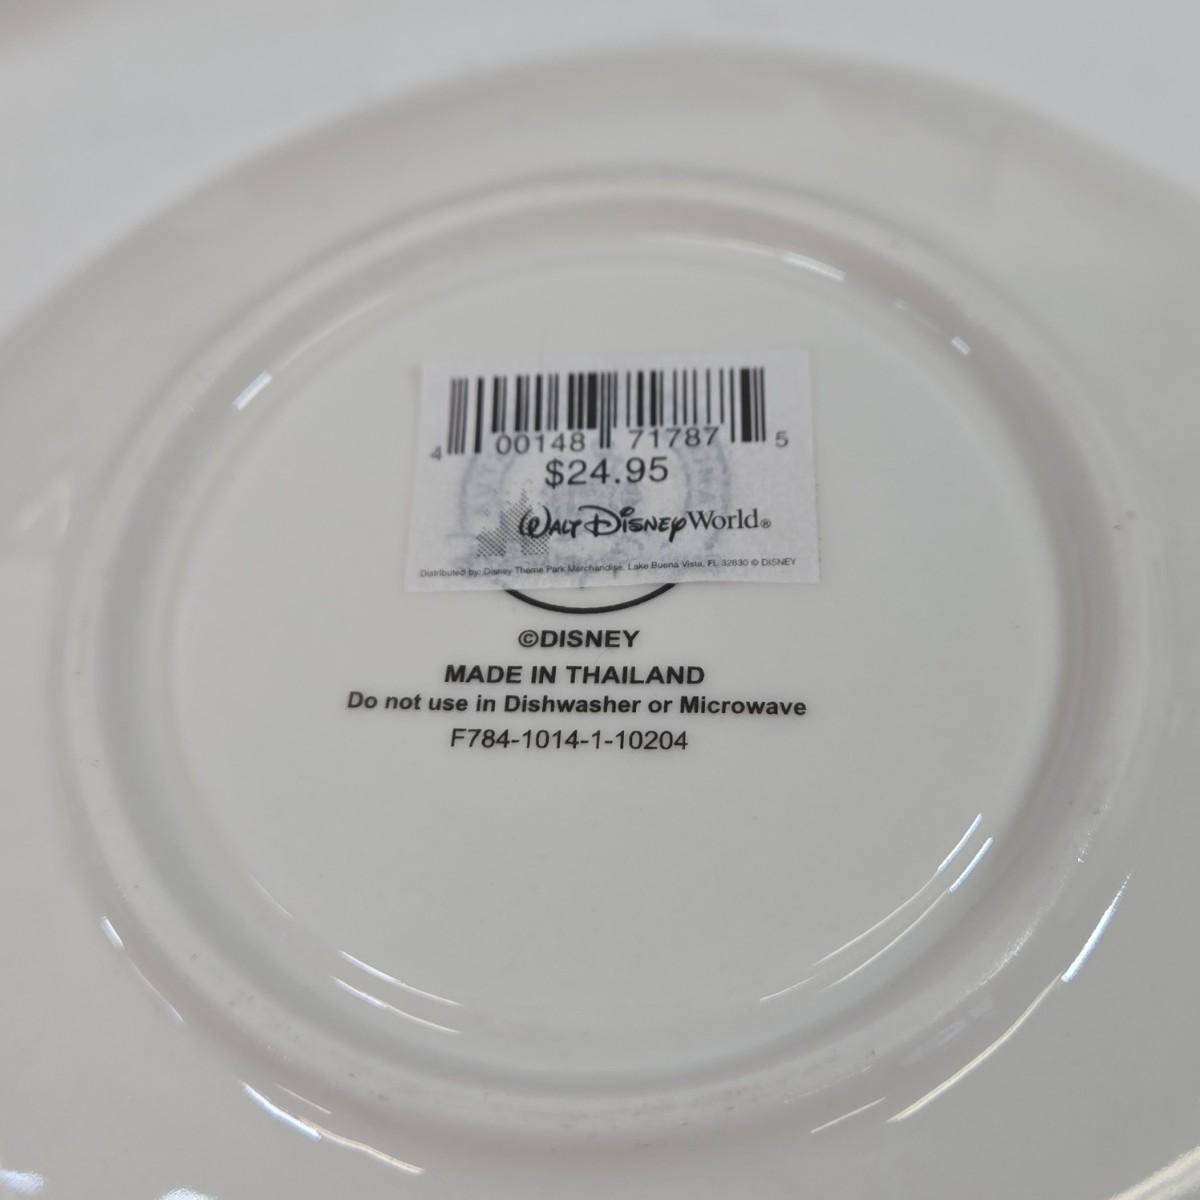 4 00148 71787 5
$24.95
Walt Disney World®
Distributed by: Disney Theme Park Merchandise, Lake Buena Vista, FL 32830 © DISNEY
©DISNEY
MADE IN THAILAND
Do not use in Dishwasher or Microwave
F784-1014-1-10204